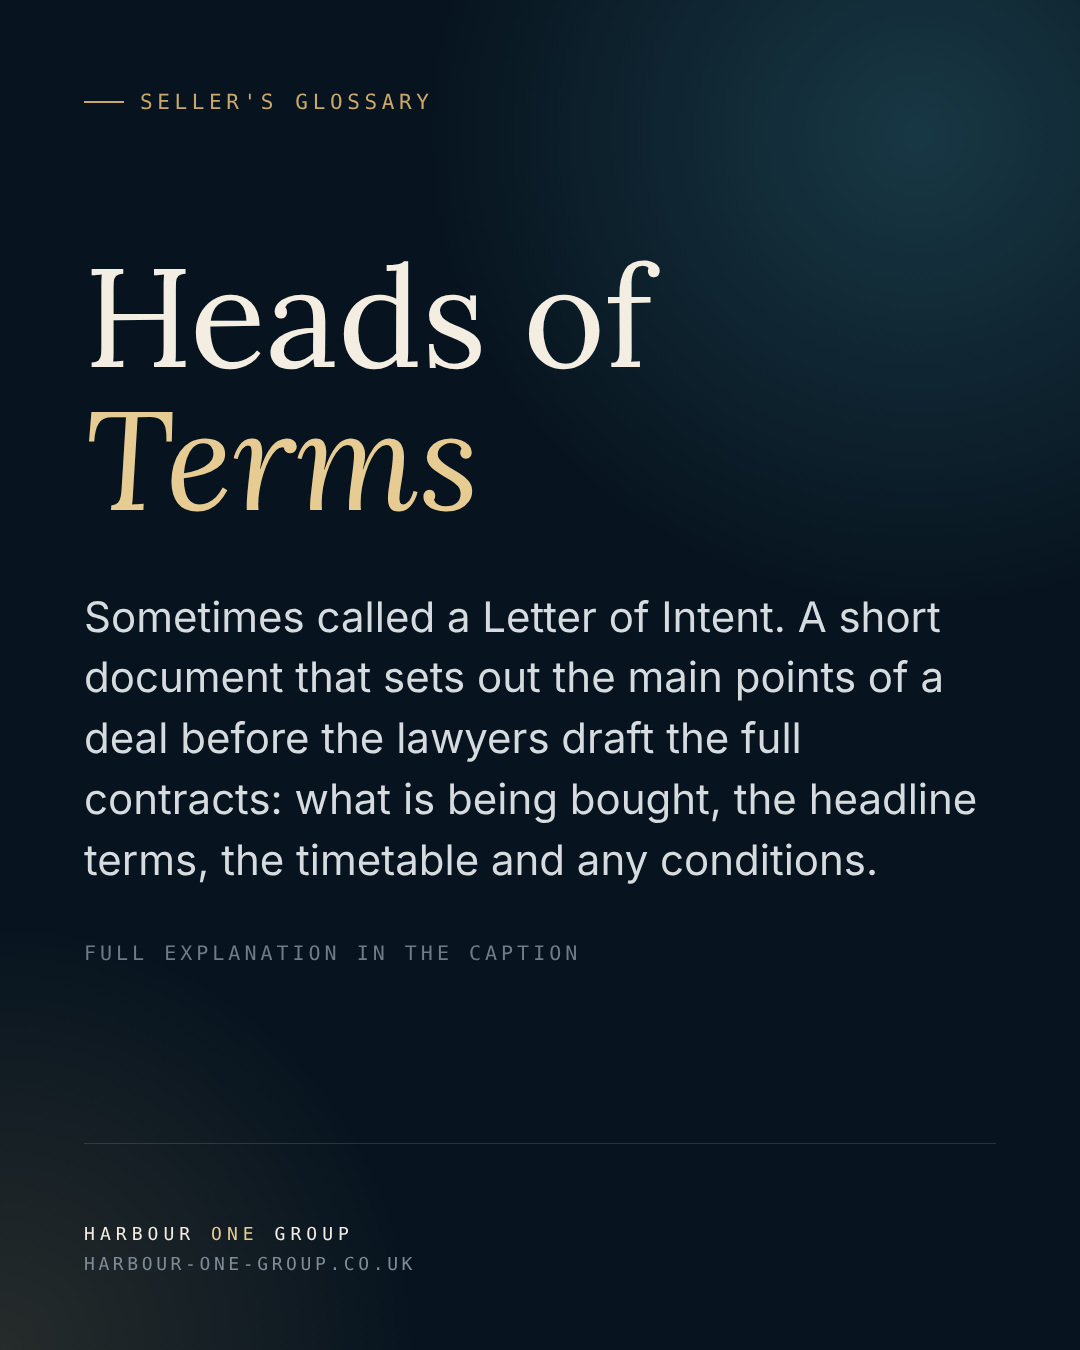 SELLER'S GLOSSARY
Heads of
Terms
Sometimes called a Letter of Intent. A short
document that sets out the main points of a
deal before the lawyers draft the full
contracts: what is being bought, the headline
terms, the timetable and any conditions.
FULL EXPLANATION IN THE CAPTION
HARBOUR ONE GROUP
HARBOUR-ONE-GROUP.CO.UK